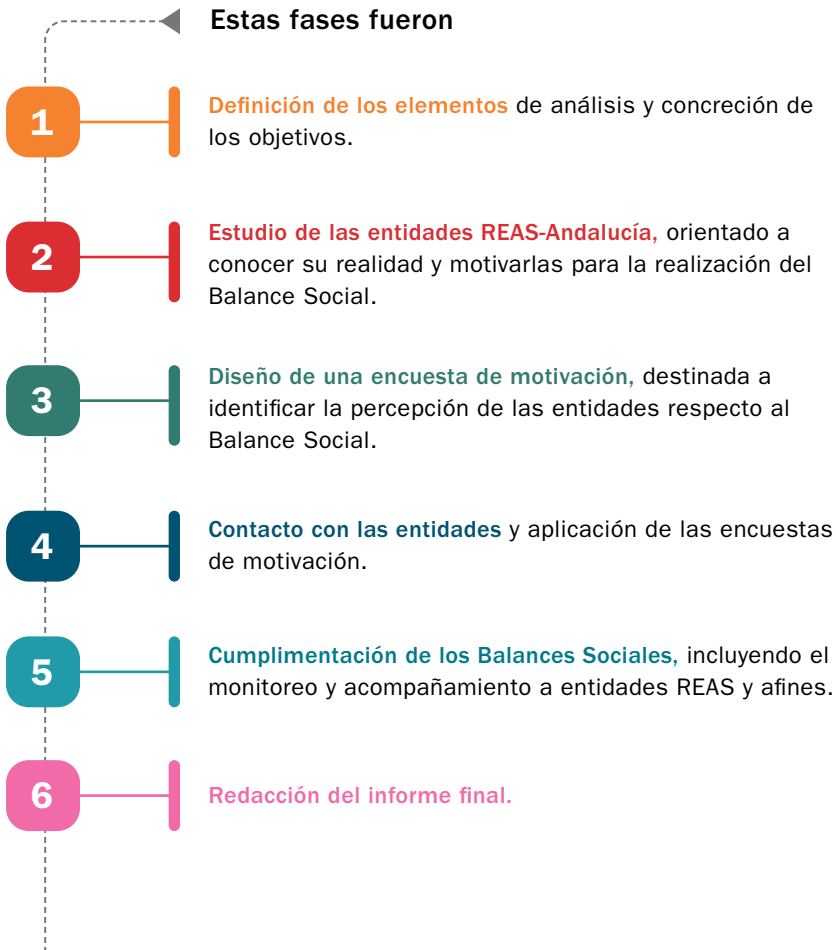 Estas fases fueron
1
Definición de los elementos de análisis y concreción de
los objetivos.
2
Estudio de las entidades REAS-Andalucía, orientado a
conocer su realidad y motivarlas para la realización del
Balance Social.
3
Diseño de una encuesta de motivación, destinada a
identificar la percepción de las entidades respecto al
Balance Social.
4
Contacto con las entidades y aplicación de las encuestas
de motivación.
5
Cumplimentación de los Balances Sociales, incluyendo el
monitoreo y acompañamiento a entidades REAS y afines.
6
Redacción del informe final.